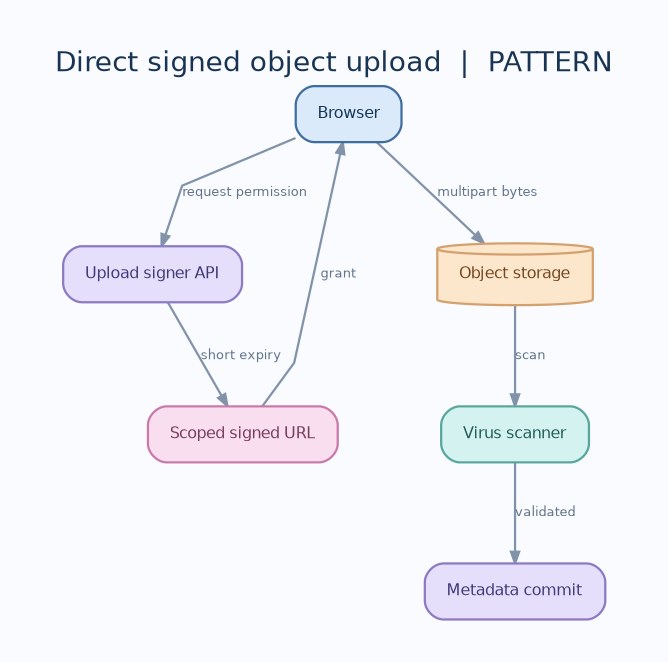 Direct signed object upload | PATTERN
Browser
request permission
multipart bytes
Upload signer API
grant
Object storage
short expiry
scan
Scoped signed URL
Virus scanner
validated
Metadata commit